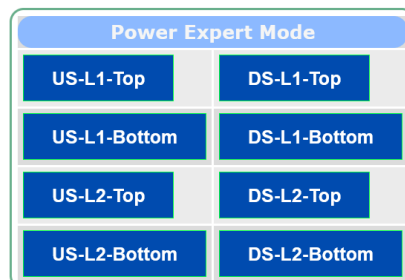 Power Expert Mode
US-L1-Top DS-L1-Top
US-L1-Bottom DS-L1-Bottom
US-L2-Top DS-L2-Top
US-L2-Bottom DS-L2-Bottom